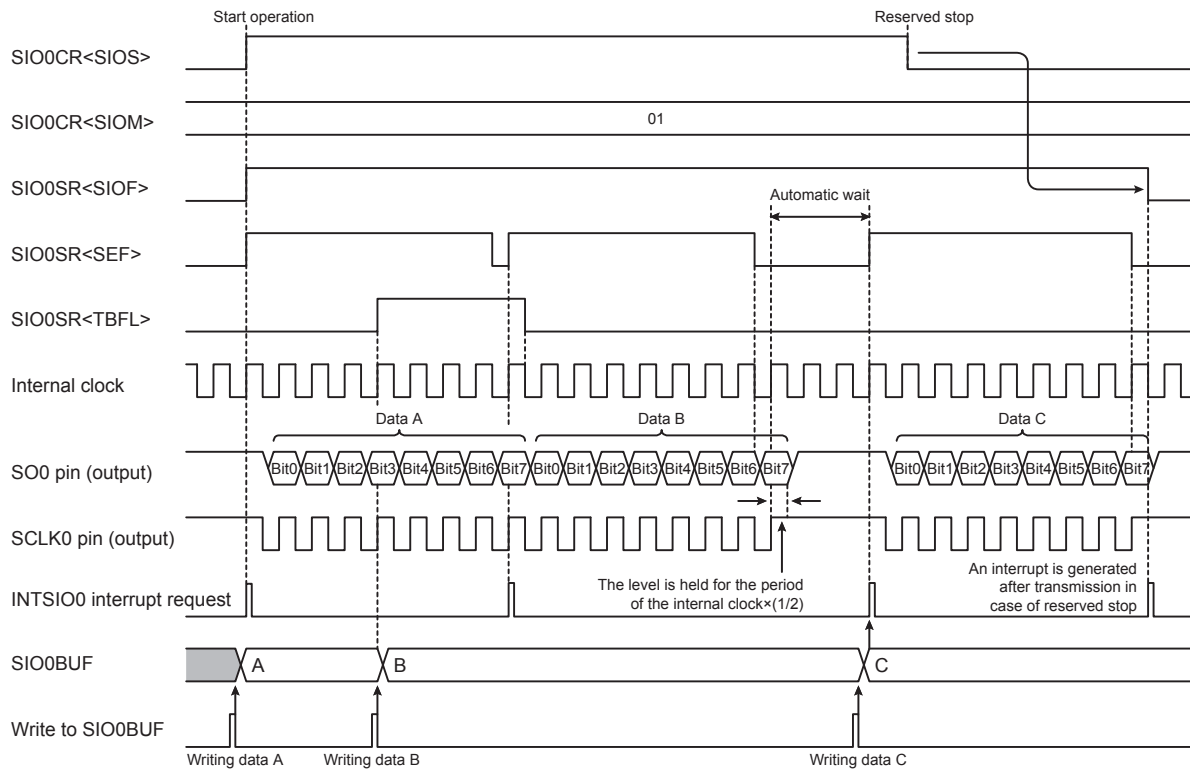 Start operation
Reserved stop
SIO0CR<SIOS>
SIO0CR<SIOM>
01
SIO0SR<SIOF>
Automatic wait
SIO0SR<SEF>
SIO0SR<TBFL>
Internal clock
Data A
Data B
Data C
SO0 pin (output)
Bit0 Bit1 Bit2 Bit3 Bit4 Bit5 Bit6 Bit7 Bit0 Bit1 Bit2 Bit3 Bit4 Bit5 Bit6 Bit7 Bit0 Bit1 Bit2 Bit3 Bit4 Bit5 Bit6 Bit7
SCLK0 pin (output)
The level is held for the period
of the internal clock×(1/2)
An interrupt is generated
after transmission in
case of reserved stop
INTSIO0 interrupt request
SIO0BUF
A
B
C
Write to SIO0BUF
Writing data A
Writing data B
Writing data C